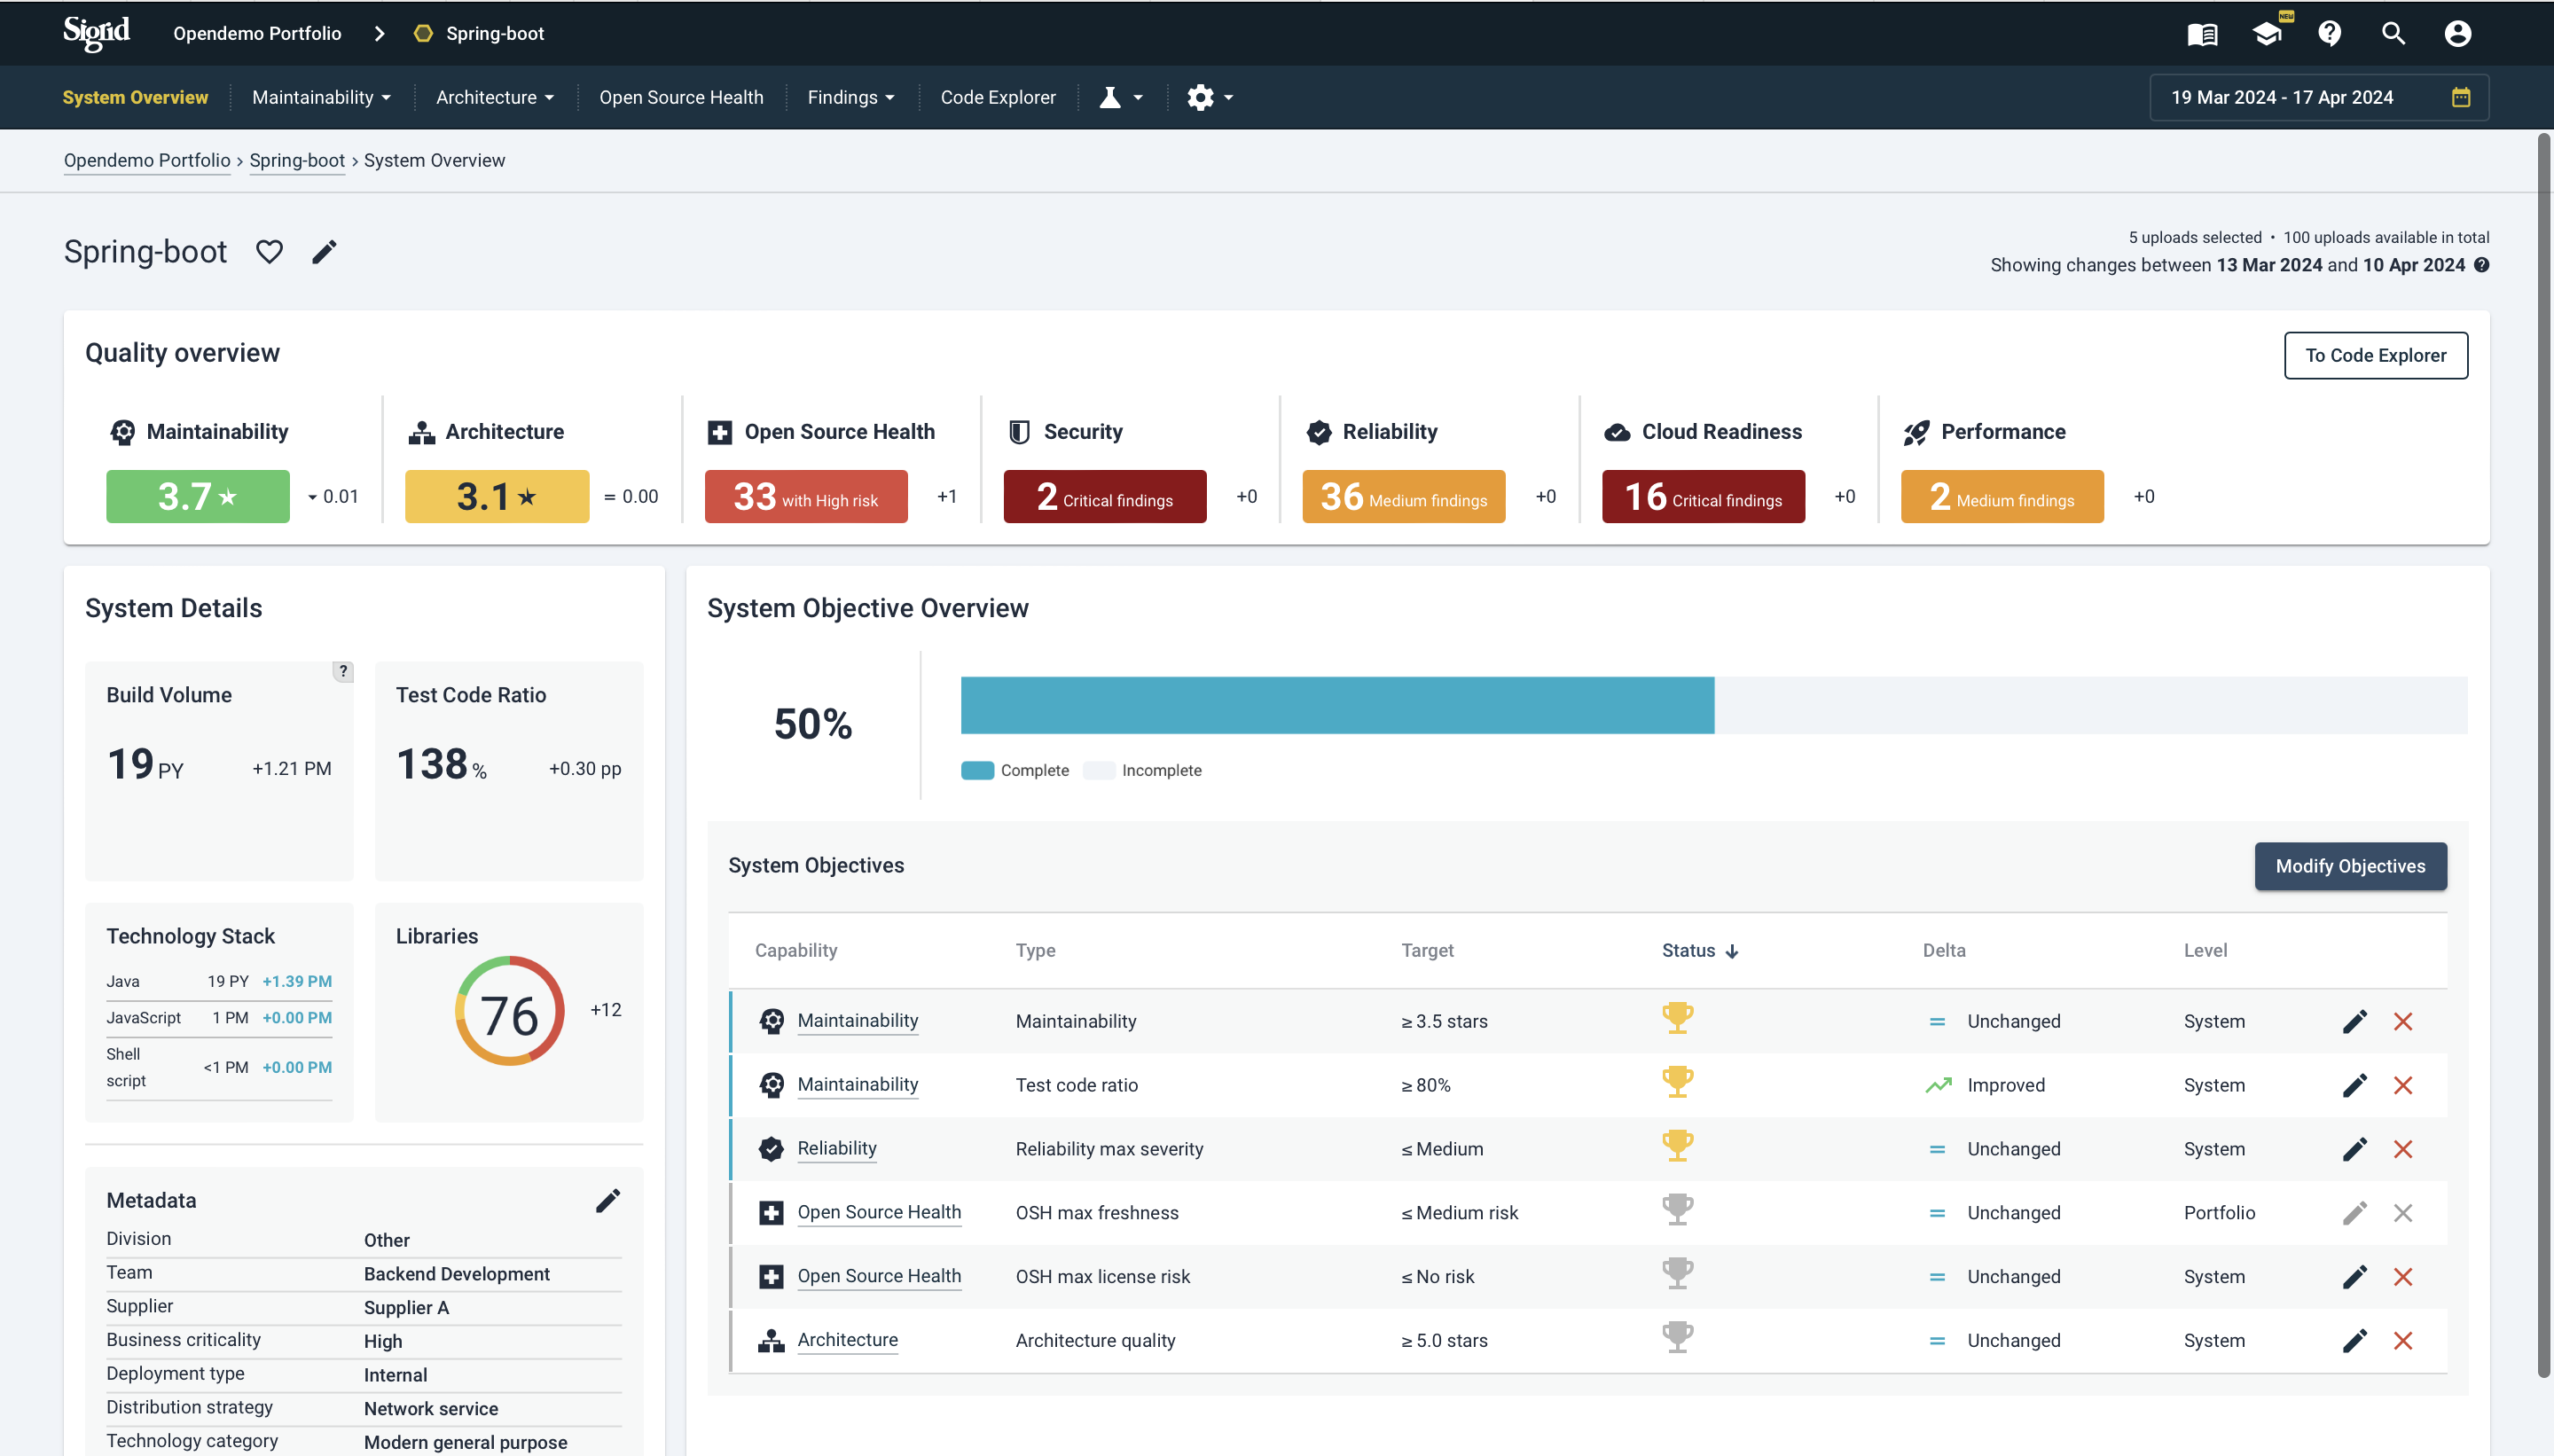 Sigrid Opendemo Portfolio Spring-boot NEW
System Overview Maintainability Architecture Open Source Health Findings Code Explorer 19 Mar 2024 - 17 Apr 2024
Opendemo Portfolio › Spring-boot › System Overview
Spring-boot
5 uploads selected • 100 uploads available in total
Showing changes between 13 Mar 2024 and 10 Apr 2024 ?
Quality overview
To Code Explorer
Maintainability Architecture Open Source Health Security Reliability Cloud Readiness Performance
3.7 ★ 0.01 3.1 ★ = 0.00 33 with High risk +1 2 Critical findings +0 36 Medium findings +0 16 Critical findings +0 2 Medium findings +0
System Details
Build Volume ?
19 PY +1.21 PM
Test Code Ratio
138 % +0.30 pp
Technology Stack
Java 19 PY +1.39 PM
JavaScript 1 PM +0.00 PM
Shell script <1 PM +0.00 PM
Libraries
76 +12
Metadata
Division Other
Team Backend Development
Supplier Supplier A
Business criticality High
Deployment type Internal
Distribution strategy Network service
Technology category Modern general purpose
System Objective Overview
50%
Complete Incomplete
System Objectives
Modify Objectives
Capability Type Target Status Delta Level
Maintainability Maintainability ≥ 3.5 stars = Unchanged System
Maintainability Test code ratio ≥ 80% Improved System
Reliability Reliability max severity ≤ Medium = Unchanged System
Open Source Health OSH max freshness ≤ Medium risk = Unchanged Portfolio
Open Source Health OSH max license risk ≤ No risk = Unchanged System
Architecture Architecture quality ≥ 5.0 stars = Unchanged System